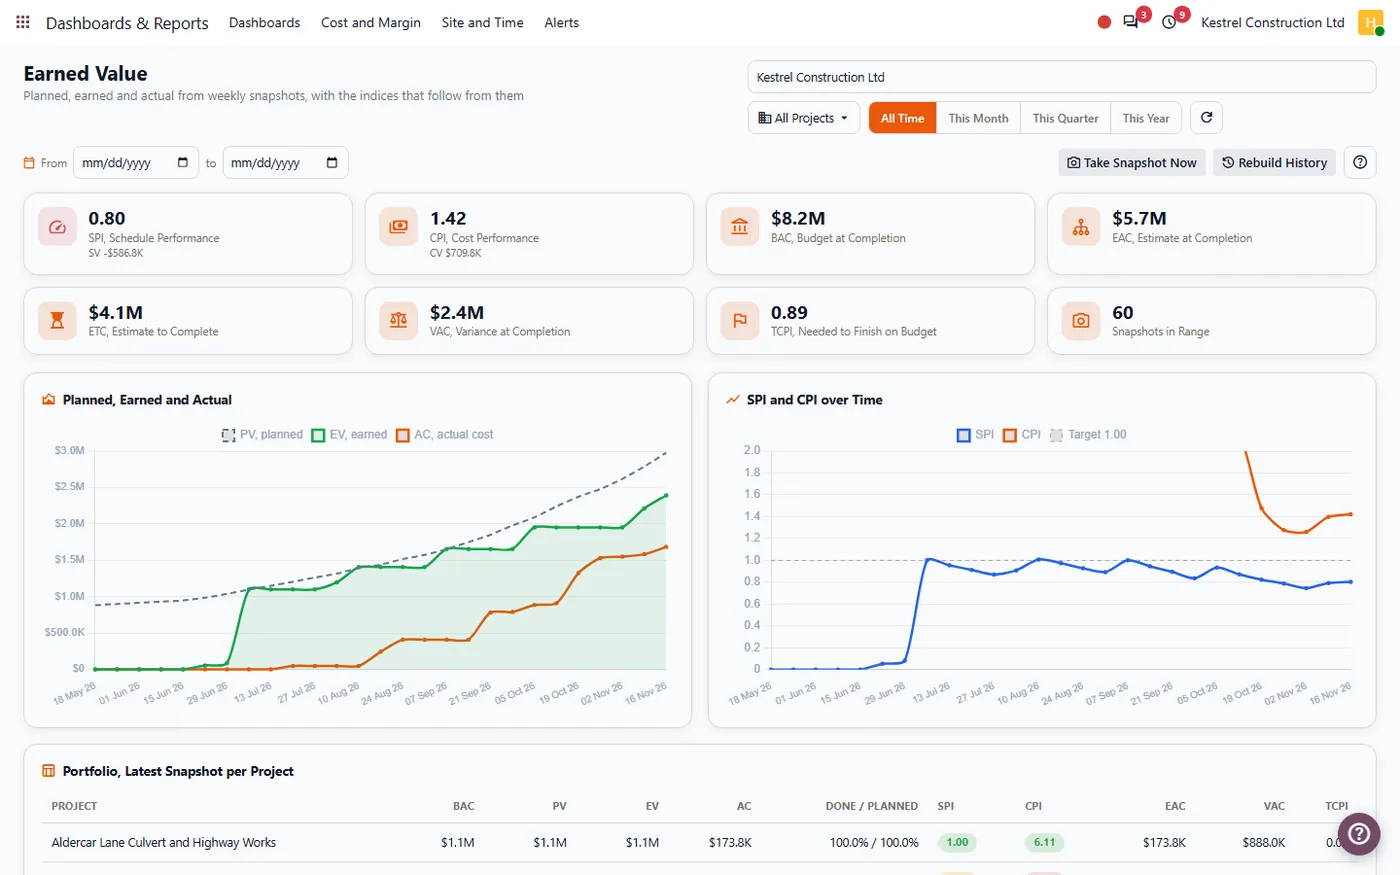 Dashboards & Reports Dashboards Cost and Margin Site and Time Alerts 3 9 Kestrel Construction Ltd H
Earned Value
Planned, earned and actual from weekly snapshots, with the indices that follow from them
Kestrel Construction Ltd
All Projects All Time This Month This Quarter This Year
From mm/dd/yyyy to mm/dd/yyyy Take Snapshot Now Rebuild History
0.80
SPI, Schedule Performance
SV -$586.8K
1.42
CPI, Cost Performance
CV $709.8K
$8.2M
BAC, Budget at Completion
$5.7M
EAC, Estimate at Completion
$4.1M
ETC, Estimate to Complete
$2.4M
VAC, Variance at Completion
0.89
TCPI, Needed to Finish on Budget
60
Snapshots in Range
Planned, Earned and Actual
PV, planned EV, earned AC, actual cost
$3.0M
$2.5M
$2.0M
$1.5M
$1.0M
$500.0K
$0
18 May 26 01 Jun 26 15 Jun 26 29 Jun 26 13 Jul 26 27 Jul 26 10 Aug 26 24 Aug 26 07 Sep 26 21 Sep 26 05 Oct 26 19 Oct 26 02 Nov 26 16 Nov 26
SPI and CPI over Time
SPI CPI Target 1.00
2.0
1.8
1.6
1.4
1.2
1.0
0.8
0.6
0.4
0.2
0
18 May 26 01 Jun 26 15 Jun 26 29 Jun 26 13 Jul 26 27 Jul 26 10 Aug 26 24 Aug 26 07 Sep 26 21 Sep 26 05 Oct 26 19 Oct 26 02 Nov 26 16 Nov 26
Portfolio, Latest Snapshot per Project
PROJECT BAC PV EV AC DONE / PLANNED SPI CPI EAC VAC TCPI
Aldercar Lane Culvert and Highway Works $1.1M $1.1M $1.1M $173.8K 100.0% / 100.0% 1.00 6.11 $173.8K $888.0K